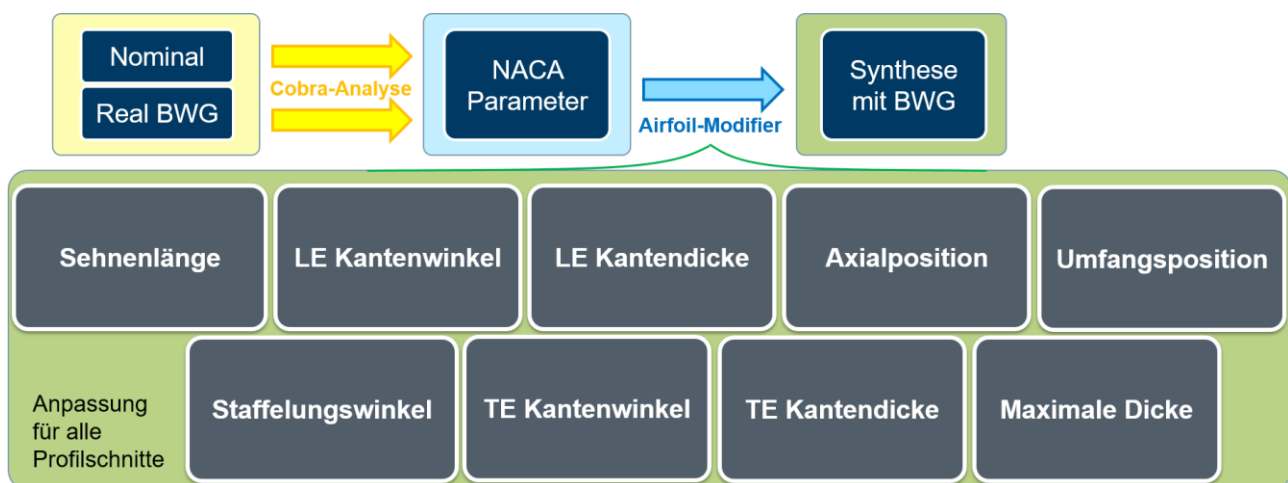 Nominal
Real BWG
Cobra-Analyse
NACA
Parameter
Airfoil-Modifier
Synthese
mit BWG
Sehnenlänge
LE Kantenwinkel
LE Kantendicke
Axialposition
Umfangsposition
Anpassung
für alle
Profilschnitte
Staffelungswinkel
TE Kantenwinkel
TE Kantendicke
Maximale Dicke